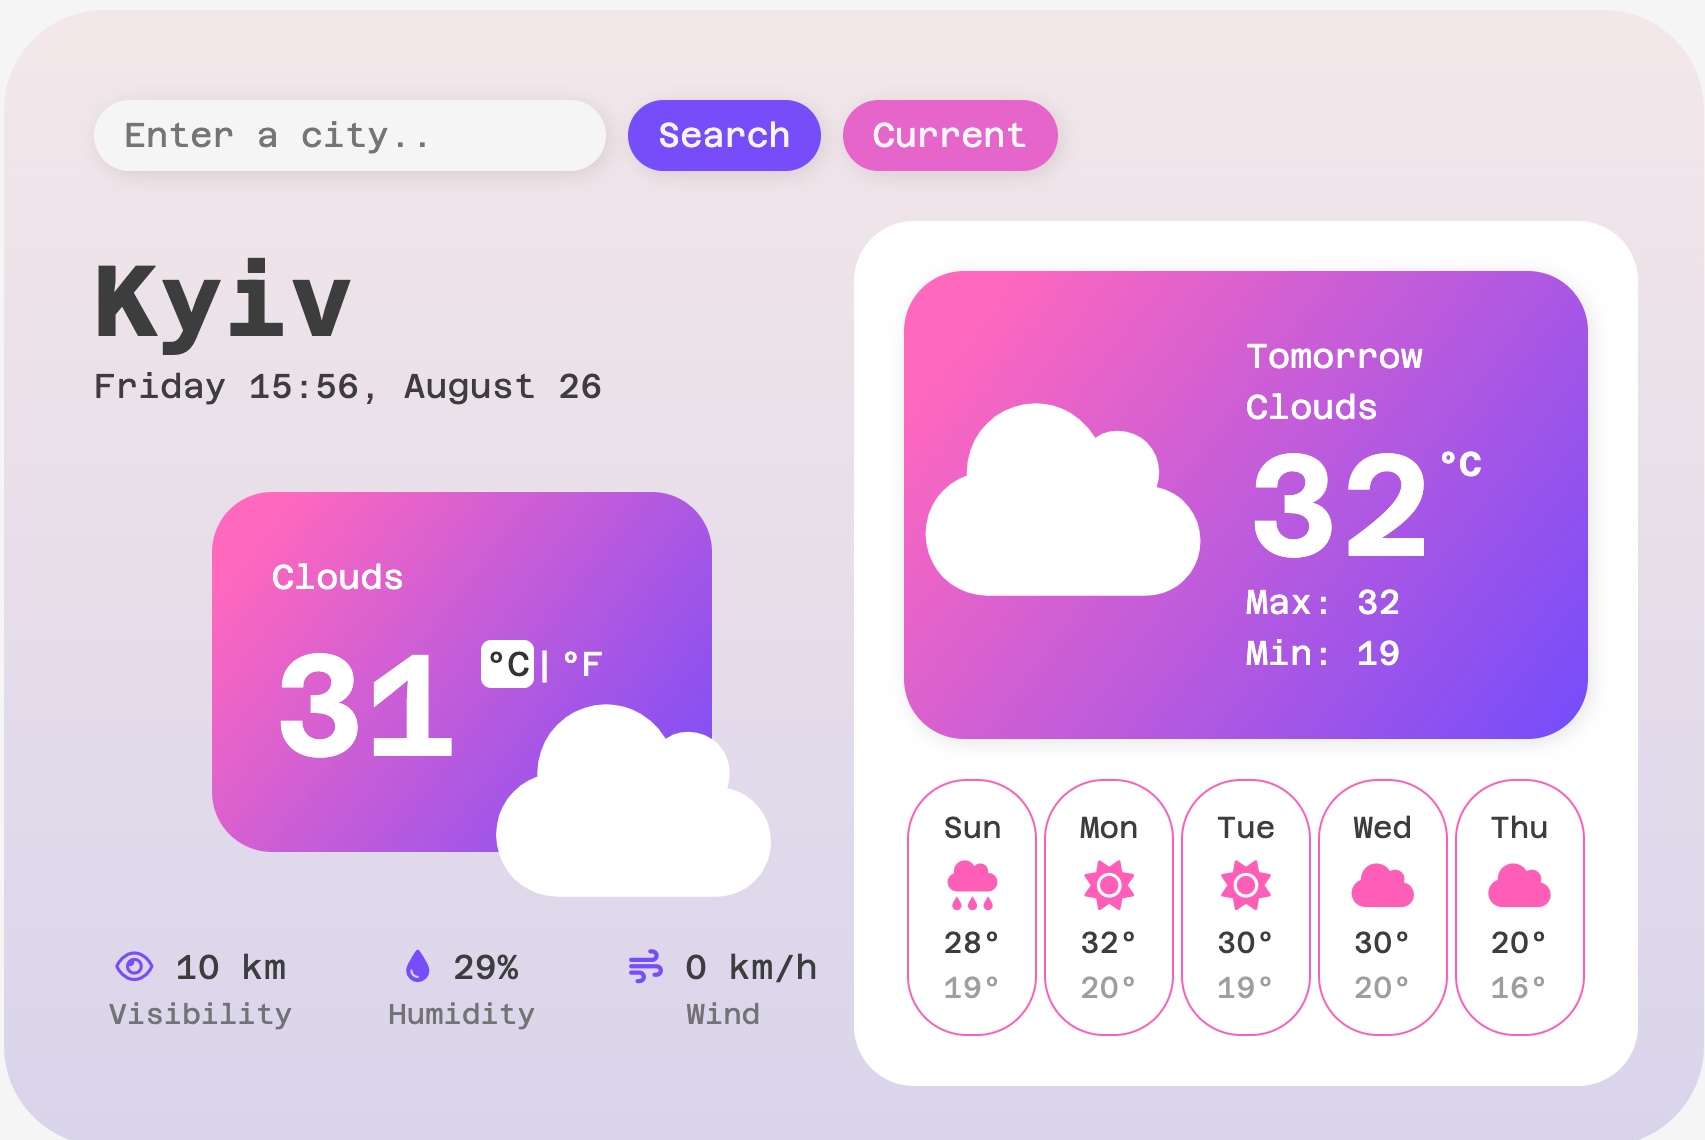 Enter a city..
Search
Current
Kyiv
Friday 15:56, August 26
Clouds
31 °C| °F
10 km
Visibility
29%
Humidity
0 km/h
Wind
Tomorrow
Clouds
32 °C
Max: 32
Min: 19
Sun
28°
19°
Mon
32°
20°
Tue
30°
19°
Wed
30°
20°
Thu
20°
16°